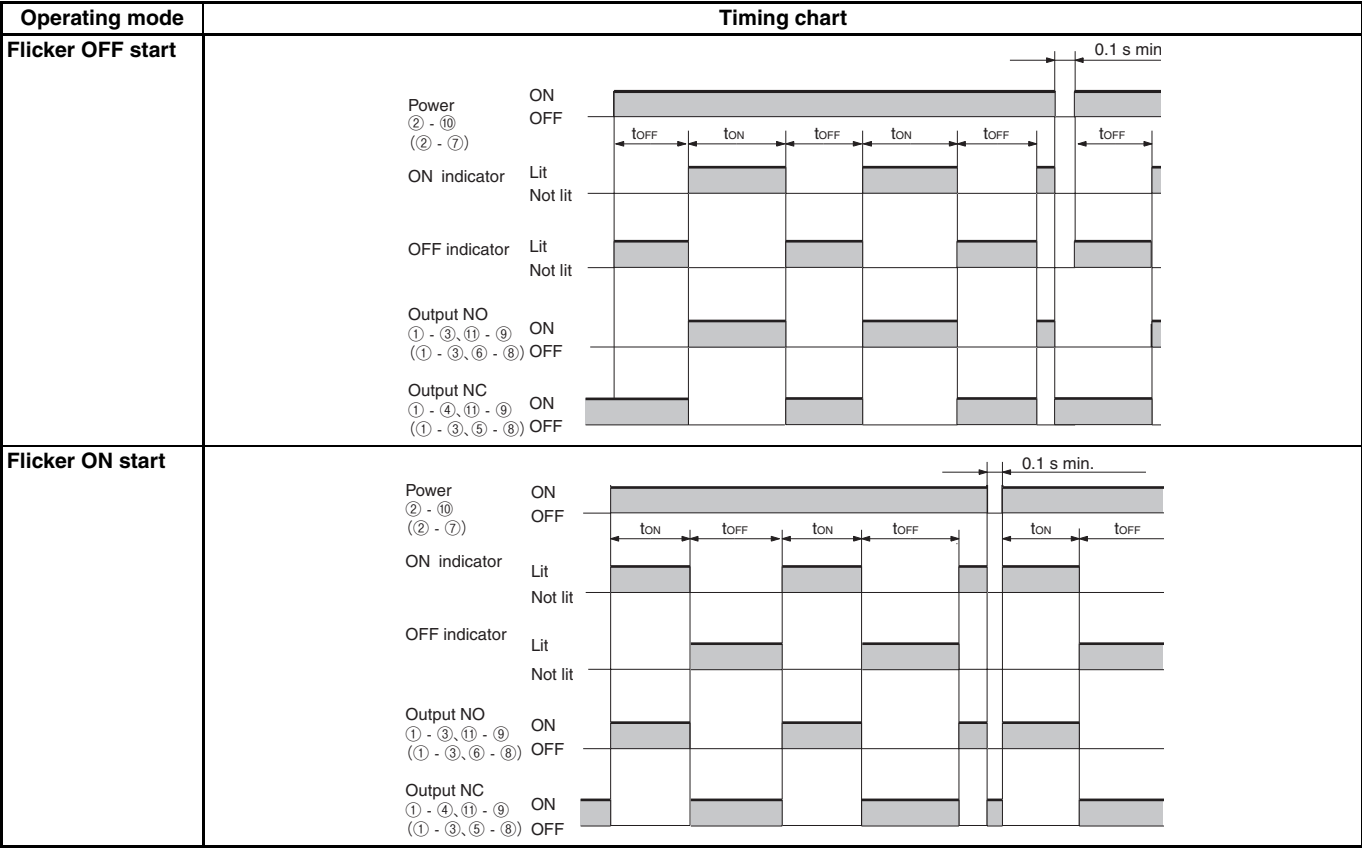 Operating mode Timing chart
Flicker OFF start
0.1 s min
Power
② - ⑩
(② - ⑦)
ON
OFF
tOFF tON tOFF tON tOFF tOFF
ON indicator
Lit
Not lit
OFF indicator
Lit
Not lit
Output NO
① - ③、⑪ - ⑨ ON
(① - ③、⑥ - ⑧) OFF
Output NC
① - ④、⑪ - ⑨ ON
(① - ③、⑤ - ⑧) OFF
Flicker ON start
0.1 s min.
Power
② - ⑩
(② - ⑦)
ON
OFF
tON tOFF tON tOFF tON tOFF
ON indicator
Lit
Not lit
OFF indicator
Lit
Not lit
Output NO
① - ③、⑪ - ⑨ ON
(① - ③、⑥ - ⑧) OFF
Output NC
① - ④、⑪ - ⑨ ON
(① - ③、⑤ - ⑧) OFF